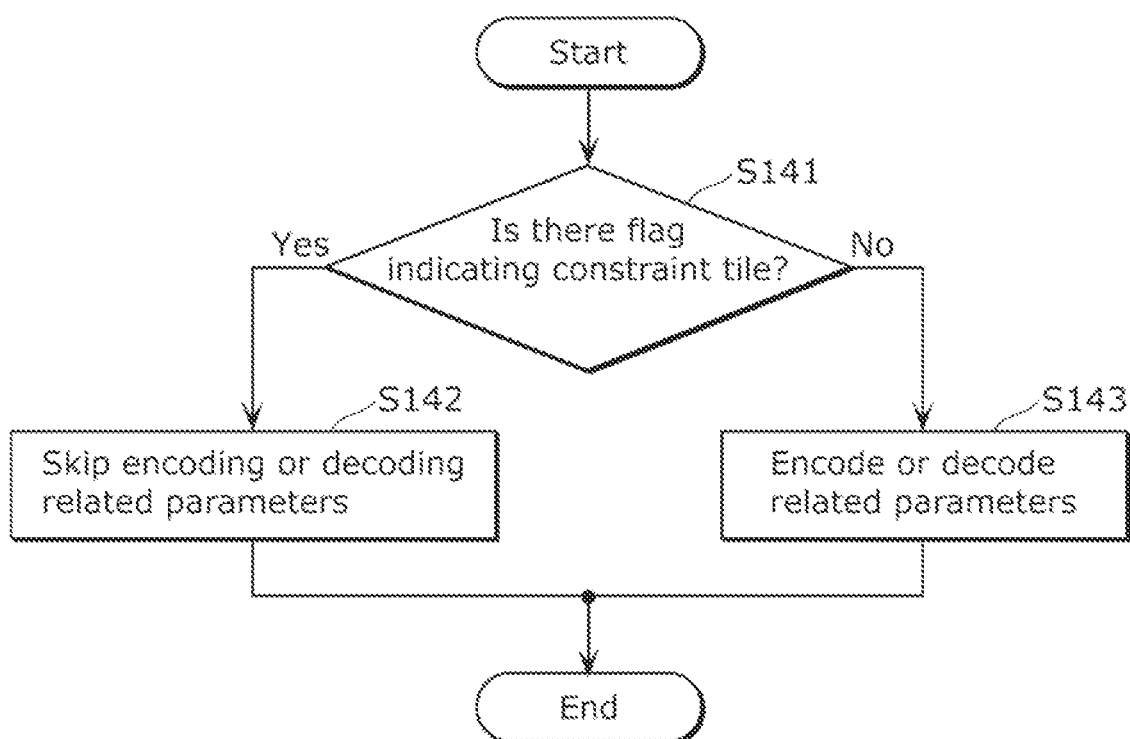 Start
S141
Is there flag
indicating constraint tile?
Yes
No
S142
Skip encoding or decoding
related parameters
S143
Encode or decode
related parameters
End